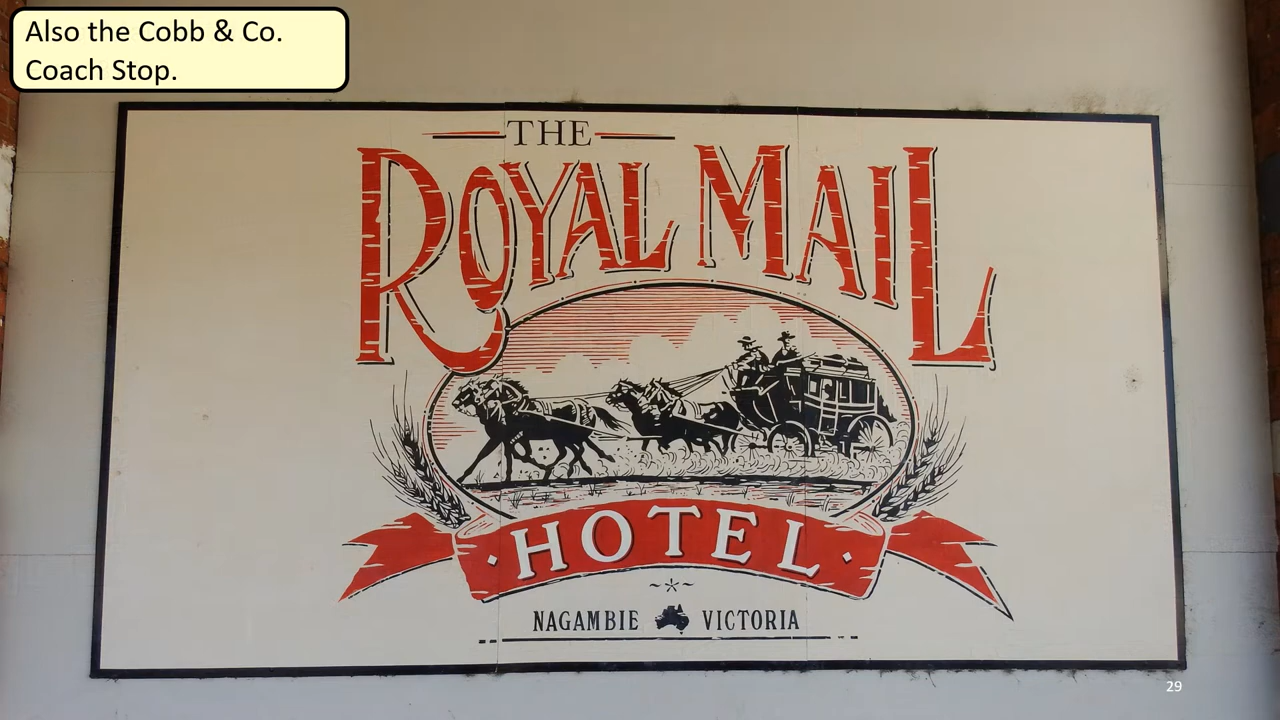 Also the Cobb & Co.
Coach Stop.
THE
ROYAL MAIL
HOTEL
NAGAMBIE VICTORIA
29